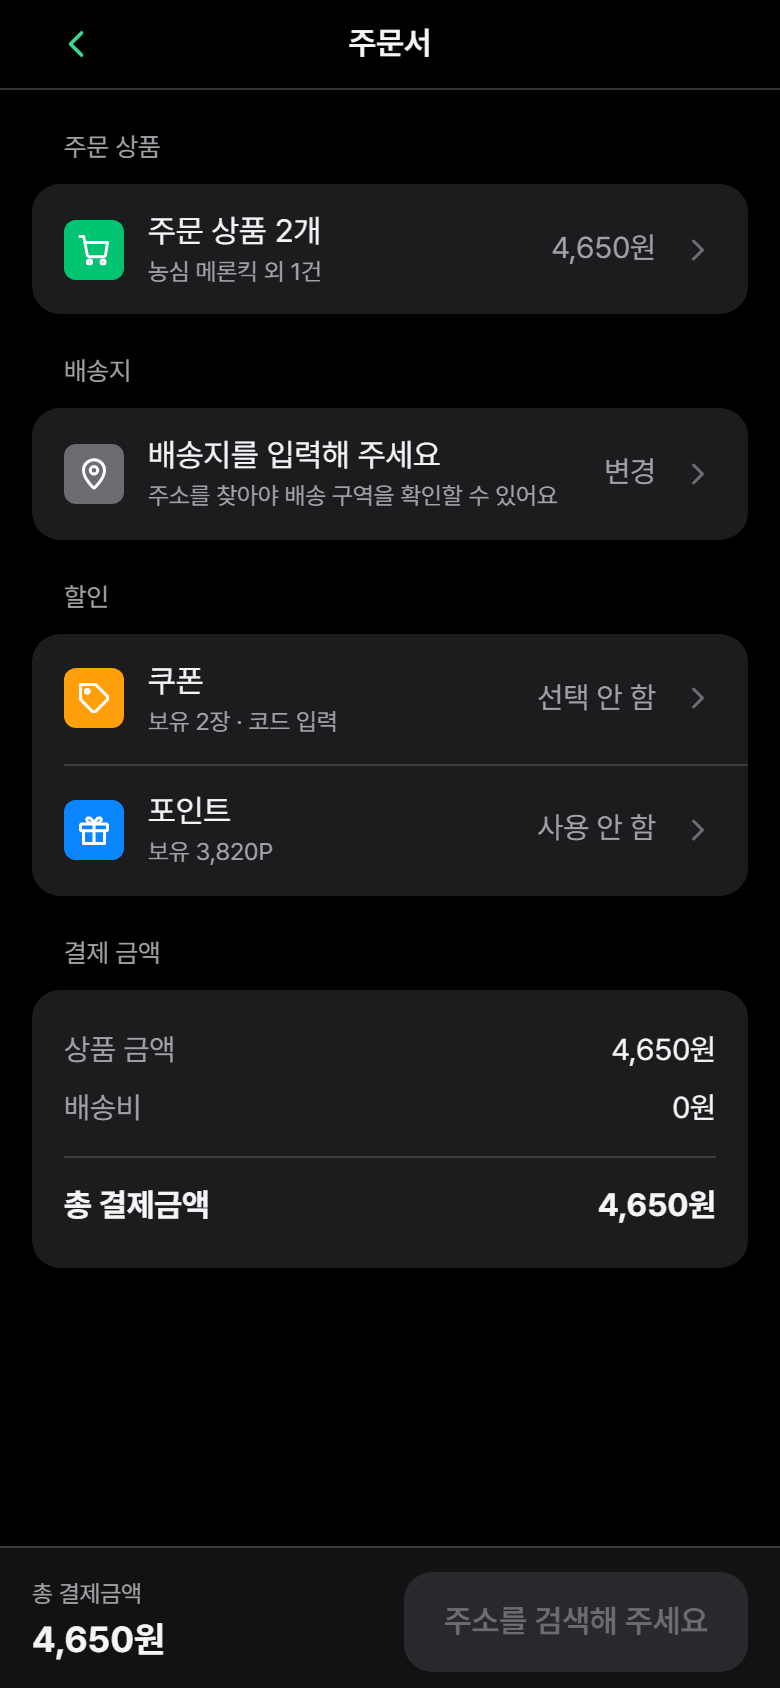 주문서
주문 상품
주문 상품 2개
농심 메론킥 외 1건
4,650원
배송지
배송지를 입력해 주세요
주소를 찾아야 배송 구역을 확인할 수 있어요
변경
할인
쿠폰
보유 2장 · 코드 입력
선택 안 함
포인트
보유 3,820P
사용 안 함
결제 금액
상품 금액 4,650원
배송비 0원
총 결제금액 4,650원
총 결제금액
4,650원
주소를 검색해 주세요